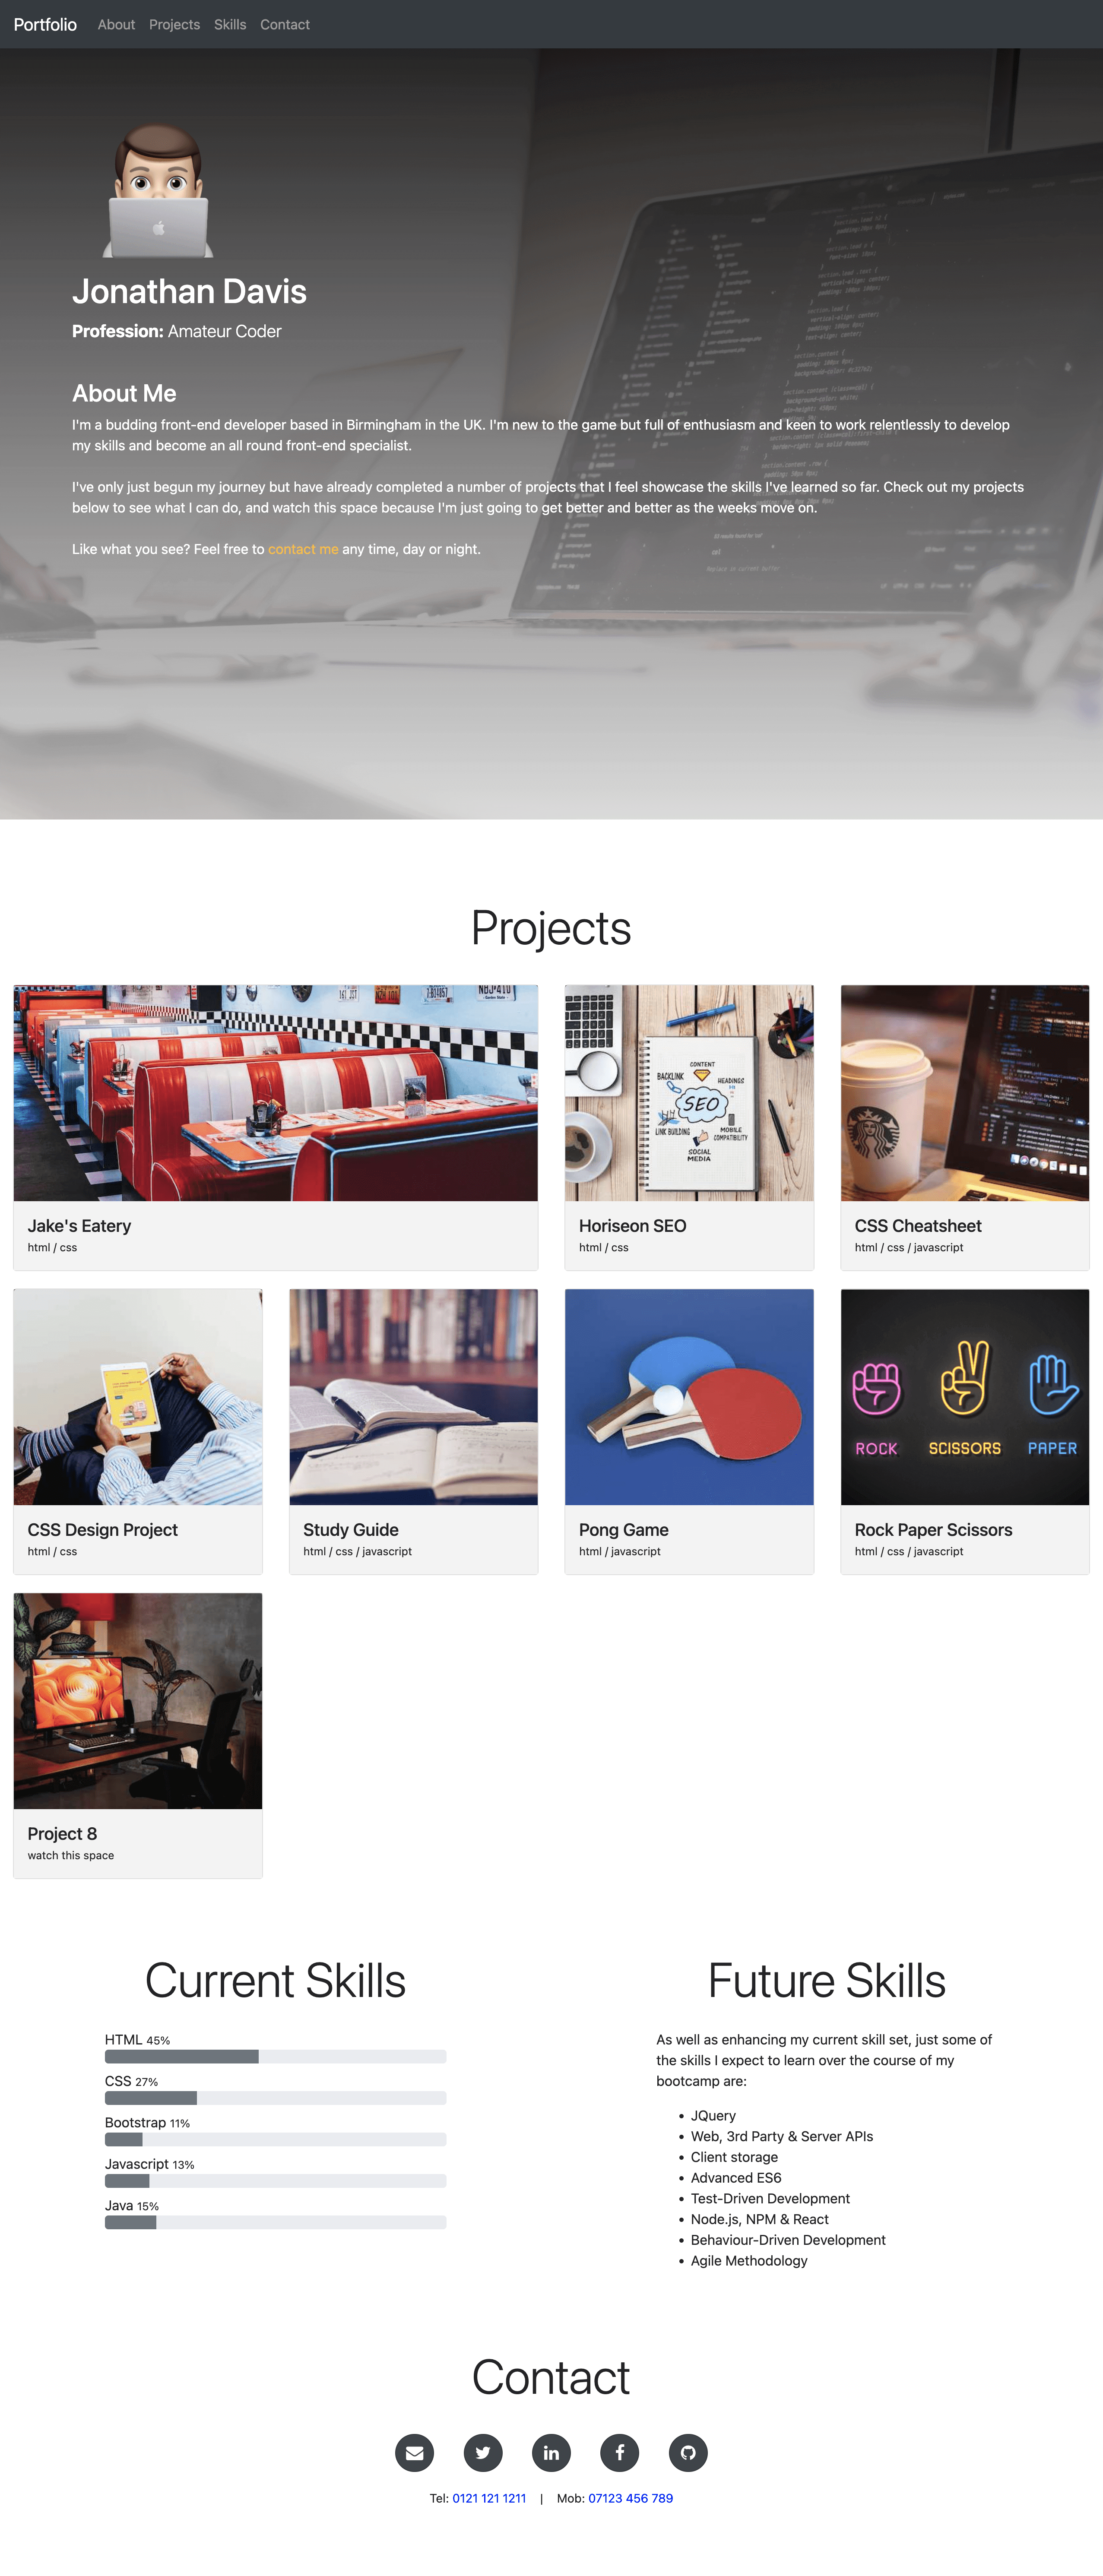 Portfolio About Projects Skills Contact
Jonathan Davis
Profession: Amateur Coder
About Me
I'm a budding front-end developer based in Birmingham in the UK. I'm new to the game but full of enthusiasm and keen to work relentlessly to develop
my skills and become an all round front-end specialist.
I've only just begun my journey but have already completed a number of projects that I feel showcase the skills I've learned so far. Check out my projects
below to see what I can do, and watch this space because I'm just going to get better and better as the weeks move on.
Like what you see? Feel free to contact me any time, day or night.
Projects
CONTENT
BACKLINK
HEADINGS
SEO
LINK BUILDING
MOBILE
COMPATIBILITY
SOCIAL
MEDIA
Jake's Eatery
html / css
Horiseon SEO
html / css
CSS Cheatsheet
html / css / javascript
ROCK SCISSORS PAPER
CSS Design Project
html / css
Study Guide
html / css / javascript
Pong Game
html / javascript
Rock Paper Scissors
html / css / javascript
Project 8
watch this space
Current Skills
HTML 45%
CSS 27%
Bootstrap 11%
Javascript 13%
Java 15%
Future Skills
As well as enhancing my current skill set, just some of
the skills I expect to learn over the course of my
bootcamp are:
• JQuery
• Web, 3rd Party & Server APIs
• Client storage
• Advanced ES6
• Test-Driven Development
• Node.js, NPM & React
• Behaviour-Driven Development
• Agile Methodology
Contact
Tel: 0121 121 1211 | Mob: 07123 456 789